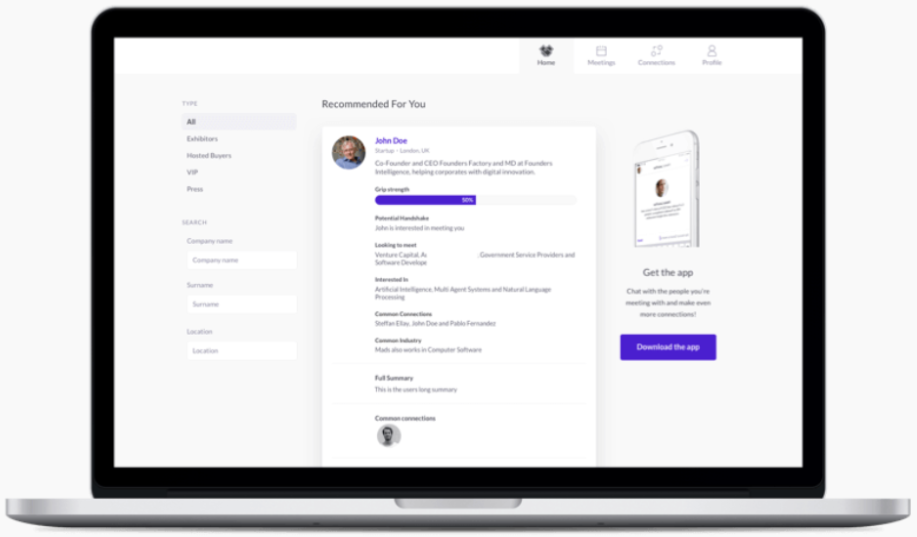 Home
Meetings
Connections
Profile
TYPE
All
Exhibitors
Hosted Buyers
VIP
Press
SEARCH
Company name
Company name
Surname
Surname
Location
Location
Recommended For You
John Doe
Startup - London, UK
Co-Founder and CEO Founders Factory and MD at Founders
Intelligence, helping corporates with digital innovation.
Grip strength
50%
Potential Handshake
John is interested in meeting you
Looking to meet
Venture Capital, Government Service Providers and
Software Develope
Interested In
Artificial Intelligence, Multi Agent Systems and Natural Language
Processing
Common Connections
Steffan Ellay, John Doe and Pablo Fernandez
Common Industry
Mads also works in Computer Software
Full Summary
This is the users long summary
Common connections
Get the app
Chat with the people you're
meeting with and make even
more connections!
Download the app